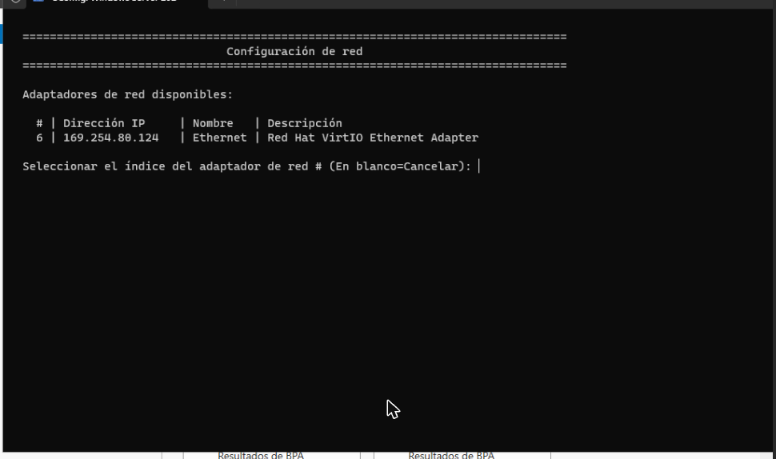 ================================================================================
Configuración de red
================================================================================
Adaptadores de red disponibles:
# | Dirección IP | Nombre | Descripción
6 | 169.254.80.124 | Ethernet | Red Hat VirtIO Ethernet Adapter
Seleccionar el índice del adaptador de red # (En blanco=Cancelar):
Resultados de BPA Resultados de BPA